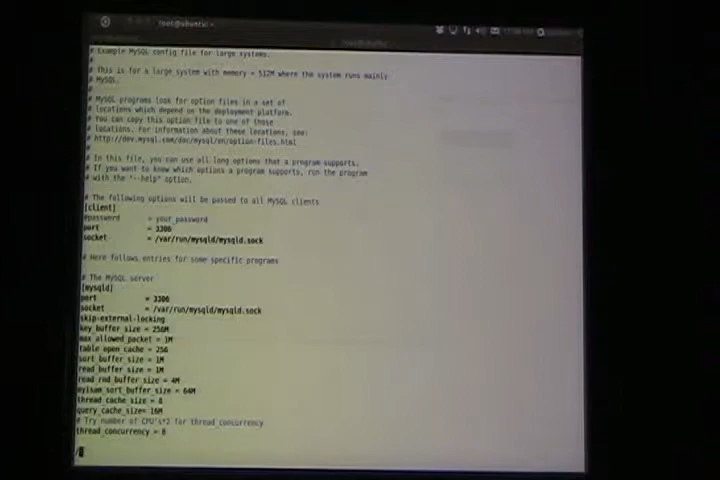 root@ubuntu: ~
# Example MySQL config file for large systems.
#
# This is for a large system with memory = 512M where the system runs mainly
# MySQL.
#
# MySQL programs look for option files in a set of
# locations which depend on the deployment platform.
# You can copy this option file to one of those
# locations. For information about these locations, see:
# http://dev.mysql.com/doc/mysql/en/option-files.html
#
# In this file, you can use all long options that a program supports.
# If you want to know which options a program supports, run the program
# with the "--help" option.
# The following options will be passed to all MySQL clients
[client]
#password = your_password
port = 3306
socket = /var/run/mysqld/mysqld.sock
# Here follows entries for some specific programs
# The MySQL server
[mysqld]
port = 3306
socket = /var/run/mysqld/mysqld.sock
skip-external-locking
key_buffer_size = 256M
max_allowed_packet = 1M
table_open_cache = 256
sort_buffer_size = 1M
read_buffer_size = 1M
read_rnd_buffer_size = 4M
myisam_sort_buffer_size = 64M
thread_cache_size = 8
query_cache_size= 16M
# Try number of CPU's*2 for thread_concurrency
thread_concurrency = 8
/